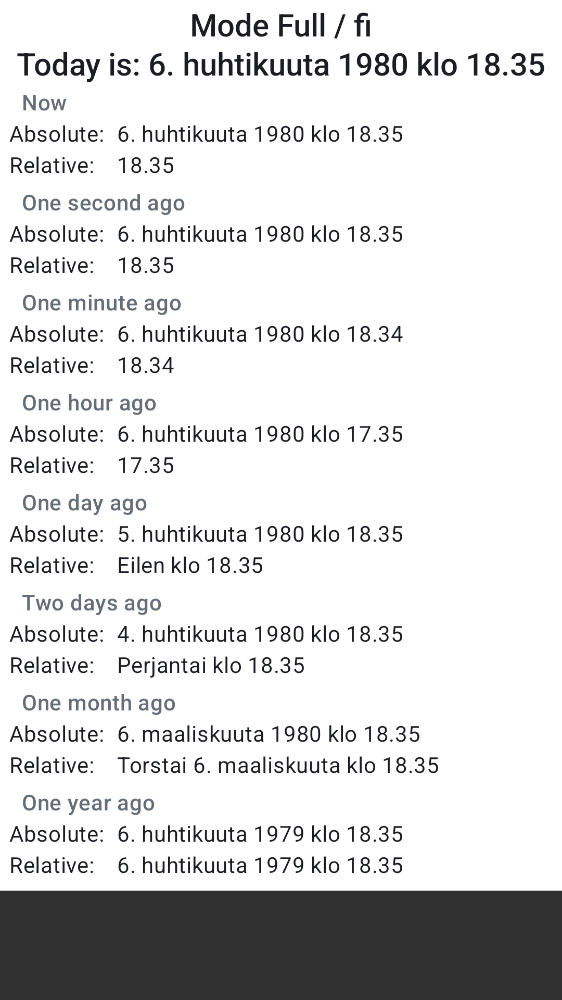 Mode Full / fi
Today is: 6. huhtikuuta 1980 klo 18.35
Now
Absolute: 6. huhtikuuta 1980 klo 18.35
Relative: 18.35
One second ago
Absolute: 6. huhtikuuta 1980 klo 18.35
Relative: 18.35
One minute ago
Absolute: 6. huhtikuuta 1980 klo 18.34
Relative: 18.34
One hour ago
Absolute: 6. huhtikuuta 1980 klo 17.35
Relative: 17.35
One day ago
Absolute: 5. huhtikuuta 1980 klo 18.35
Relative: Eilen klo 18.35
Two days ago
Absolute: 4. huhtikuuta 1980 klo 18.35
Relative: Perjantai klo 18.35
One month ago
Absolute: 6. maaliskuuta 1980 klo 18.35
Relative: Torstai 6. maaliskuuta klo 18.35
One year ago
Absolute: 6. huhtikuuta 1979 klo 18.35
Relative: 6. huhtikuuta 1979 klo 18.35